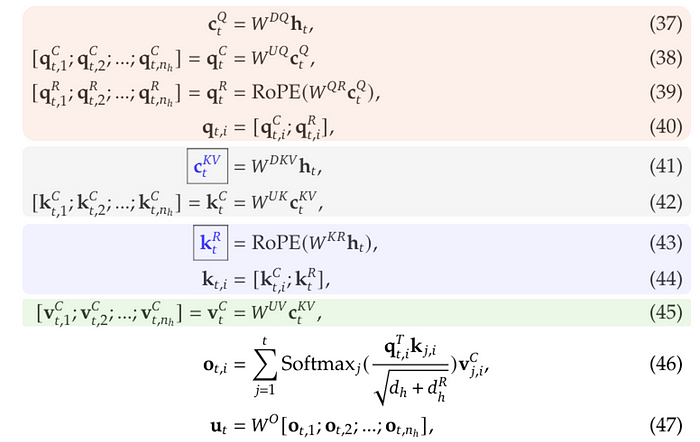 𝐜ₜ^Q = W^{DQ}𝐡ₜ, (37)
[𝐪_{t,1}^C; 𝐪_{t,2}^C; ...; 𝐪_{t,n_h}^C] = 𝐪_t^C = W^{UQ}𝐜_t^Q, (38)
[𝐪_{t,1}^R; 𝐪_{t,2}^R; ...; 𝐪_{t,n_h}^R] = 𝐪_t^R = RoPE(W^{QR}𝐜_t^Q), (39)
𝐪_{t,i} = [𝐪_{t,i}^C; 𝐪_{t,i}^R], (40)
𝐜_t^{KV} = W^{DKV}𝐡_t, (41)
[𝐤_{t,1}^C; 𝐤_{t,2}^C; ...; 𝐤_{t,n_h}^C] = 𝐤_t^C = W^{UK}𝐜_t^{KV}, (42)
𝐤_t^R = RoPE(W^{KR}𝐡_t), (43)
𝐤_{t,i} = [𝐤_{t,i}^C; 𝐤_t^R], (44)
[𝐯_{t,1}^C; 𝐯_{t,2}^C; ...; 𝐯_{t,n_h}^C] = 𝐯_t^C = W^{UV}𝐜_t^{KV}, (45)
𝐨_{t,i} = \sum_{j=1}^{t} Softmax_j(\frac{𝐪_{t,i}^T 𝐤_{j,i}}{\sqrt{d_h + d_h^R}})𝐯_{j,i}^C, (46)
𝐮_t = W^O[𝐨_{t,1}; 𝐨_{t,2}; ...; 𝐨_{t,n_h}], (47)